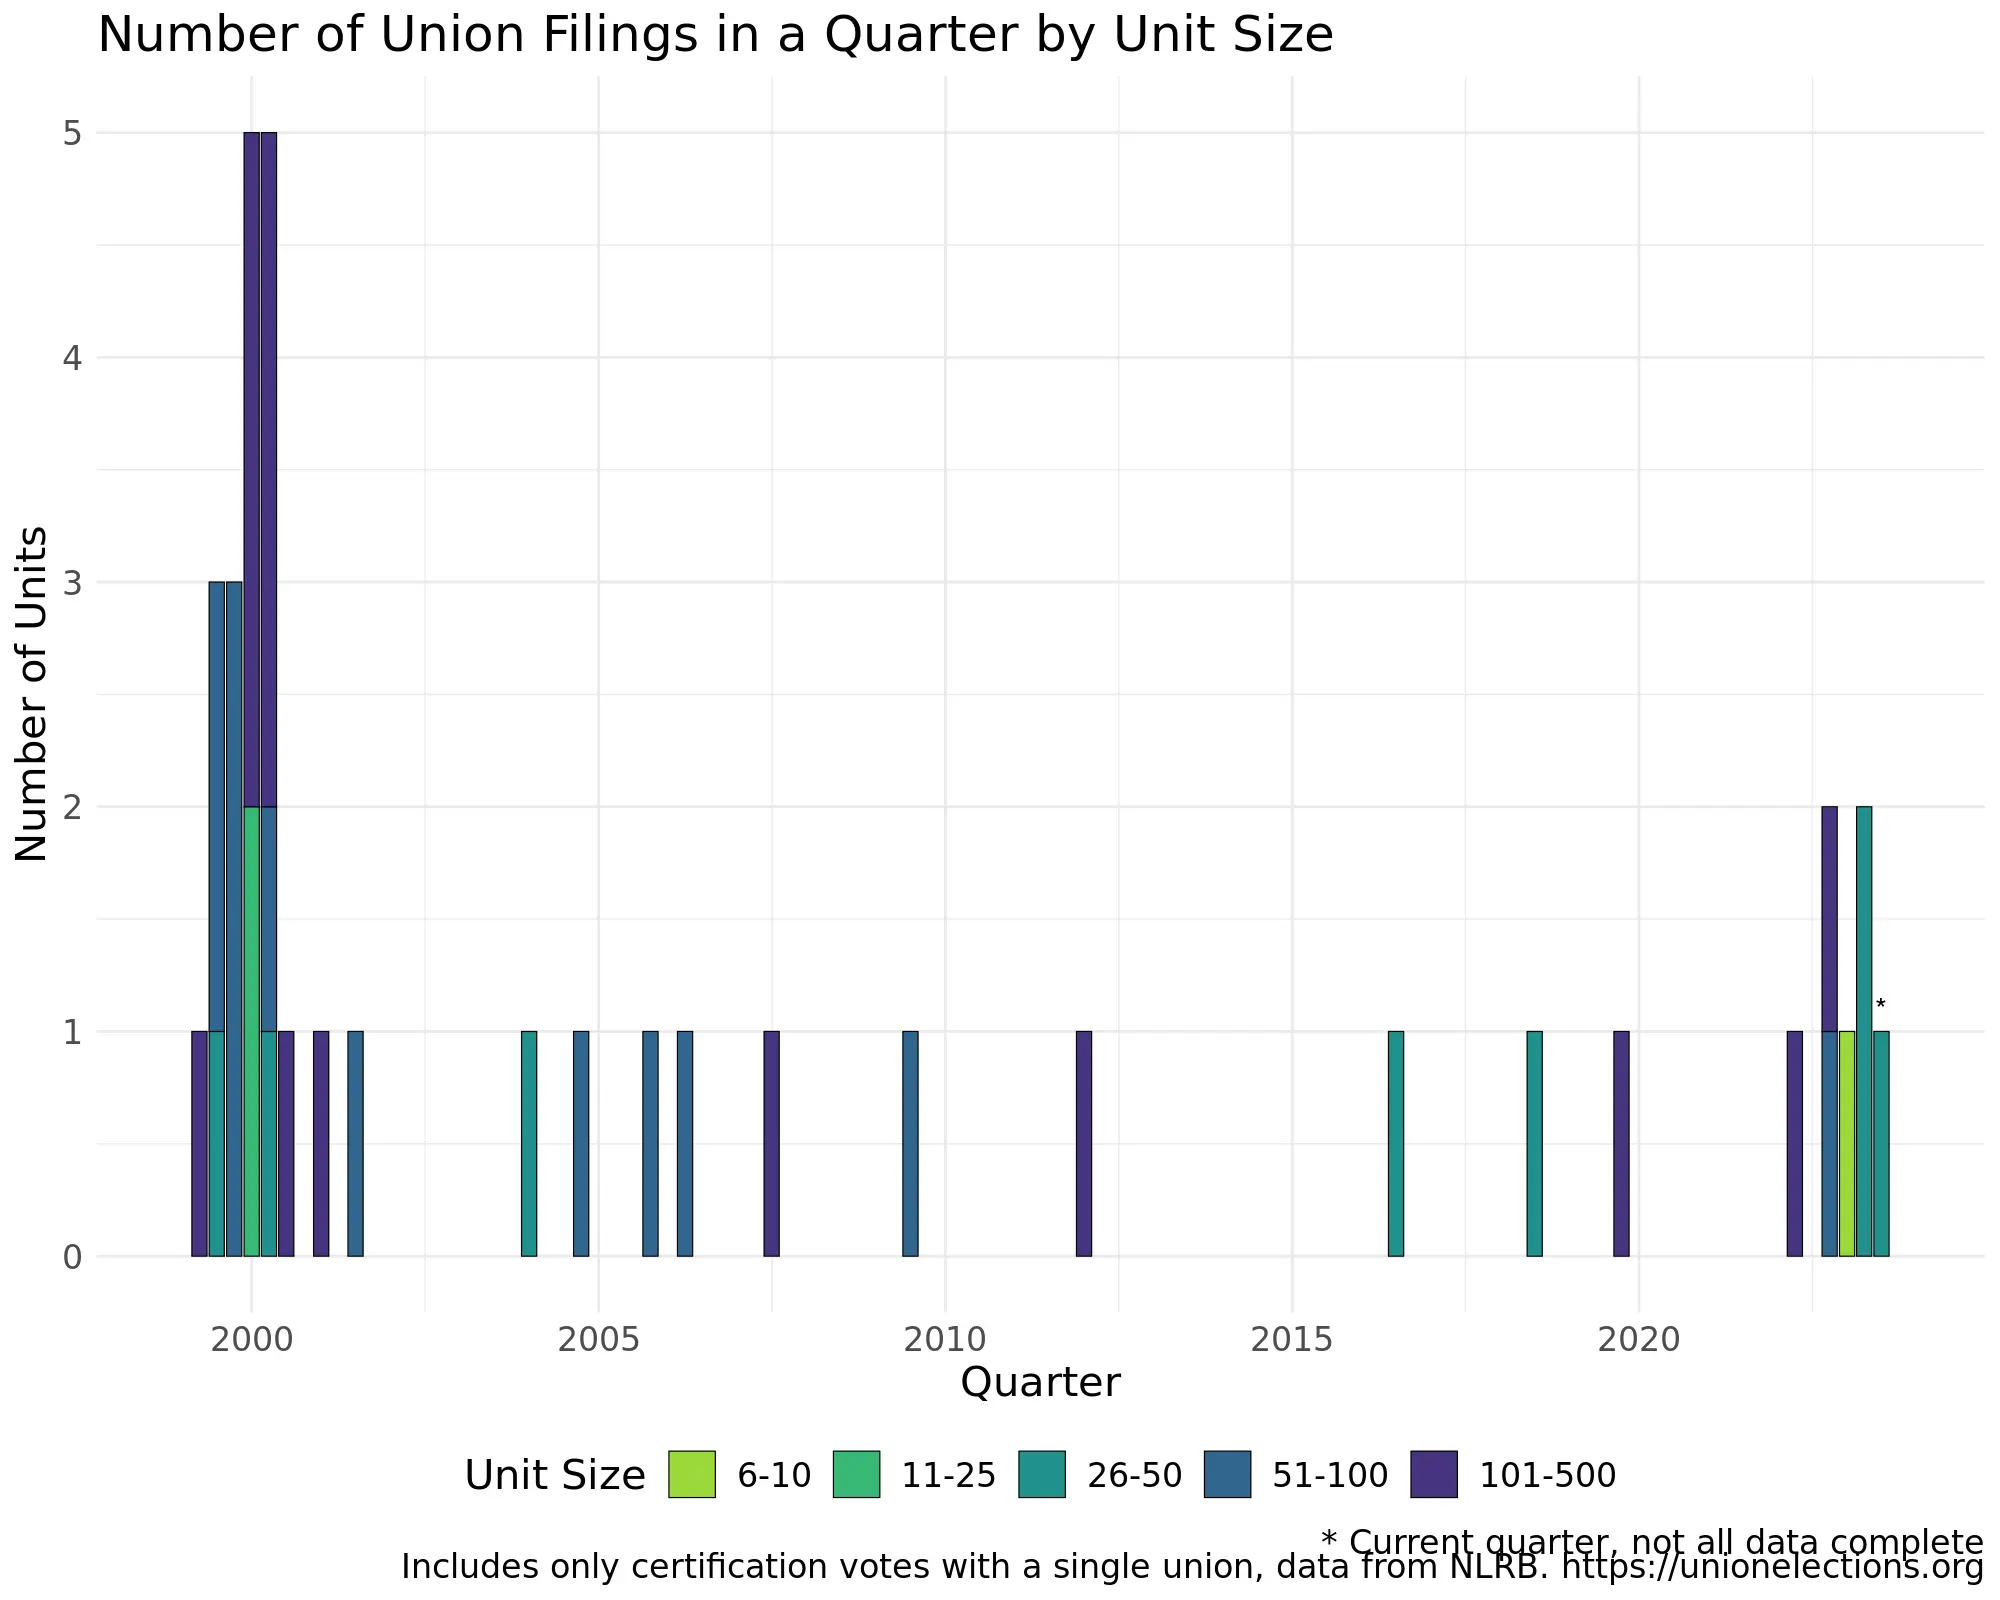 Number of Union Filings in a Quarter by Unit Size
5
4
3
2
1
0
Number of Units
*
2000 2005 2010 2015 2020
Quarter
Unit Size 6-10 11-25 26-50 51-100 101-500
* Current quarter, not all data complete
Includes only certification votes with a single union, data from NLRB. https://unionelections.org